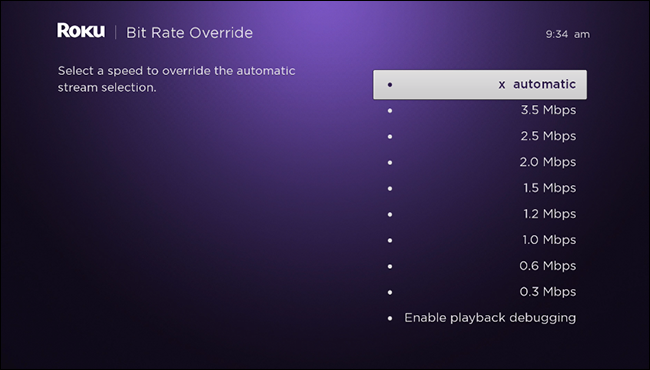 Roku | Bit Rate Override
9:34 am
Select a speed to override the automatic
stream selection.
• x automatic
• 3.5 Mbps
• 2.5 Mbps
• 2.0 Mbps
• 1.5 Mbps
• 1.2 Mbps
• 1.0 Mbps
• 0.6 Mbps
• 0.3 Mbps
• Enable playback debugging